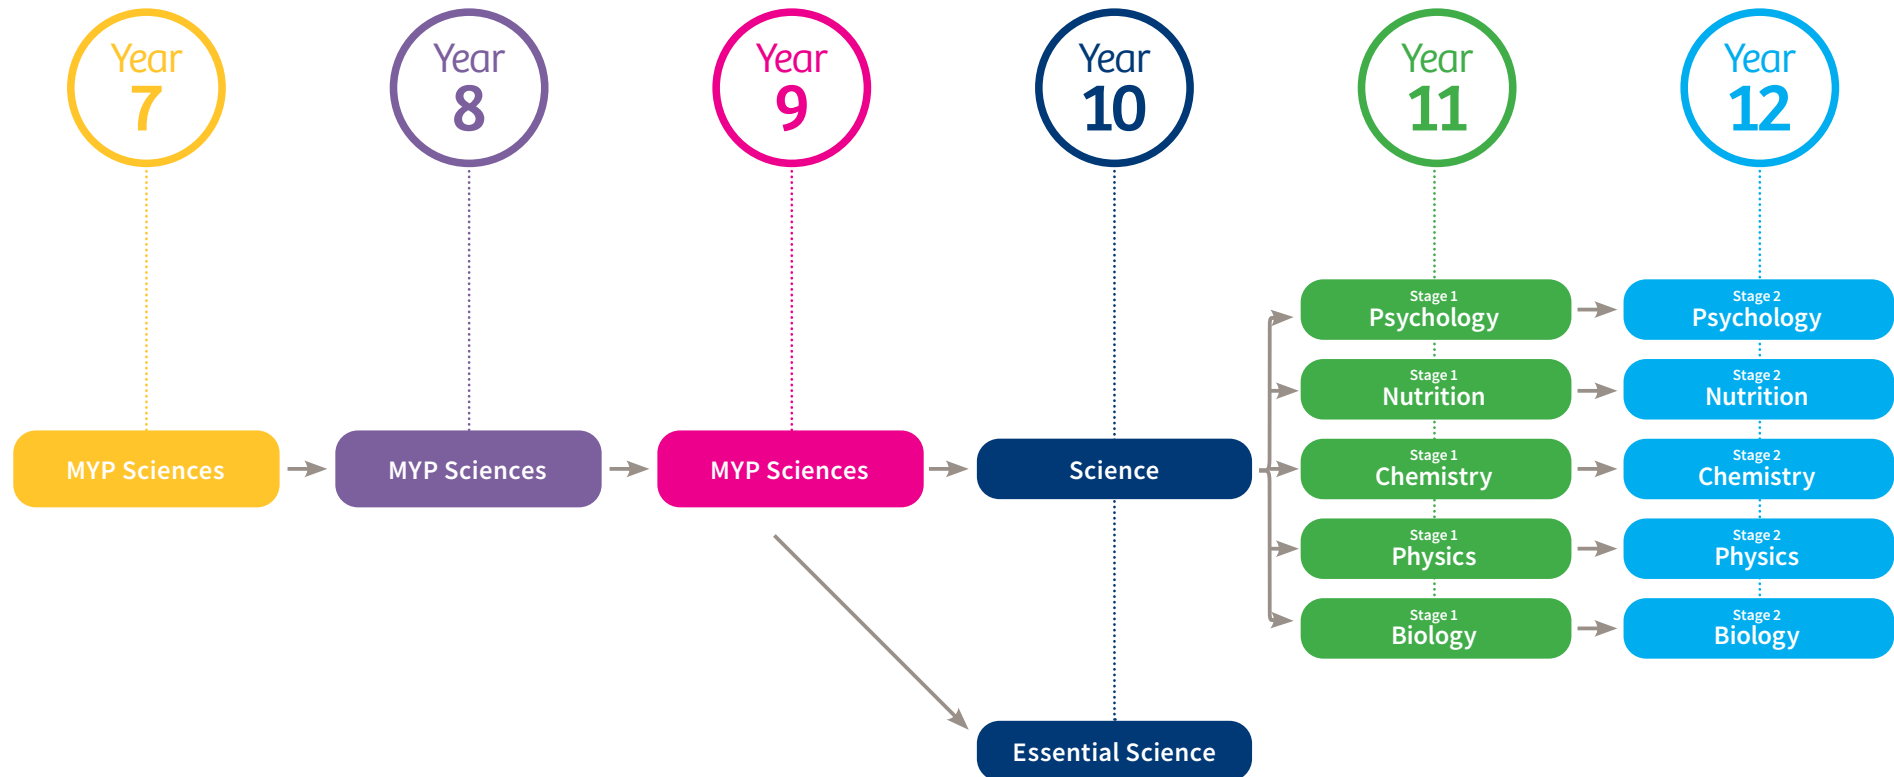 Year
7
Year
8
Year
9
Year
10
Year
11
Year
12
MYP Sciences
MYP Sciences
MYP Sciences
Science
Essential Science
Stage 1
Psychology
Stage 1
Nutrition
Stage 1
Chemistry
Stage 1
Physics
Stage 1
Biology
Stage 2
Psychology
Stage 2
Nutrition
Stage 2
Chemistry
Stage 2
Physics
Stage 2
Biology